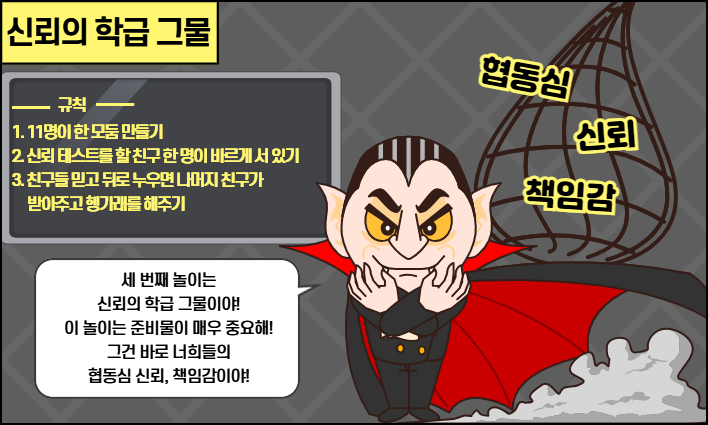 신뢰의 학급 그물
규칙
1. 11명이 한 모둠 만들기
2. 신뢰 테스트를 할 친구 한 명이 바르게 서 있기
3. 친구들 믿고 뒤로 누우면 나머지 친구가
받아주고 헹가래를 해주기
협동심
신뢰
책임감
세 번째 놀이는
신뢰의 학급 그물이야!
이 놀이는 준비물이 매우 중요해!
그건 바로 너희들의
협동심 신뢰, 책임감이야!